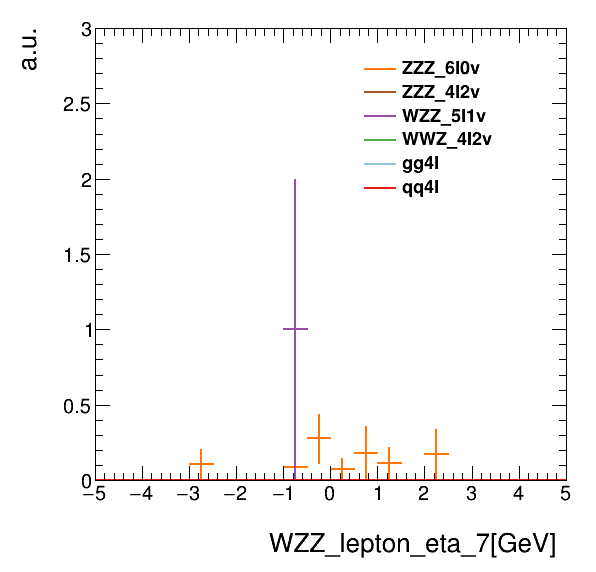 a.u.
3
2.5
2
1.5
1
0.5
0
−5 −4 −3 −2 −1 0 1 2 3 4 5
ZZZ_6l0v
ZZZ_4l2v
WZZ_5l1v
WWZ_4l2v
gg4l
qq4l
WZZ_lepton_eta_7[GeV]